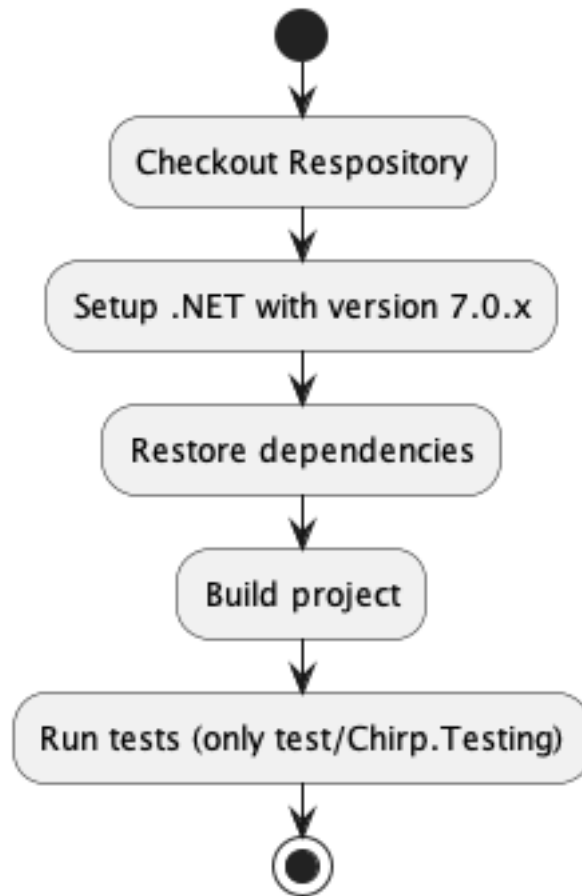 Checkout Respository
Setup .NET with version 7.0.x
Restore dependencies
Build project
Run tests (only test/Chirp.Testing)